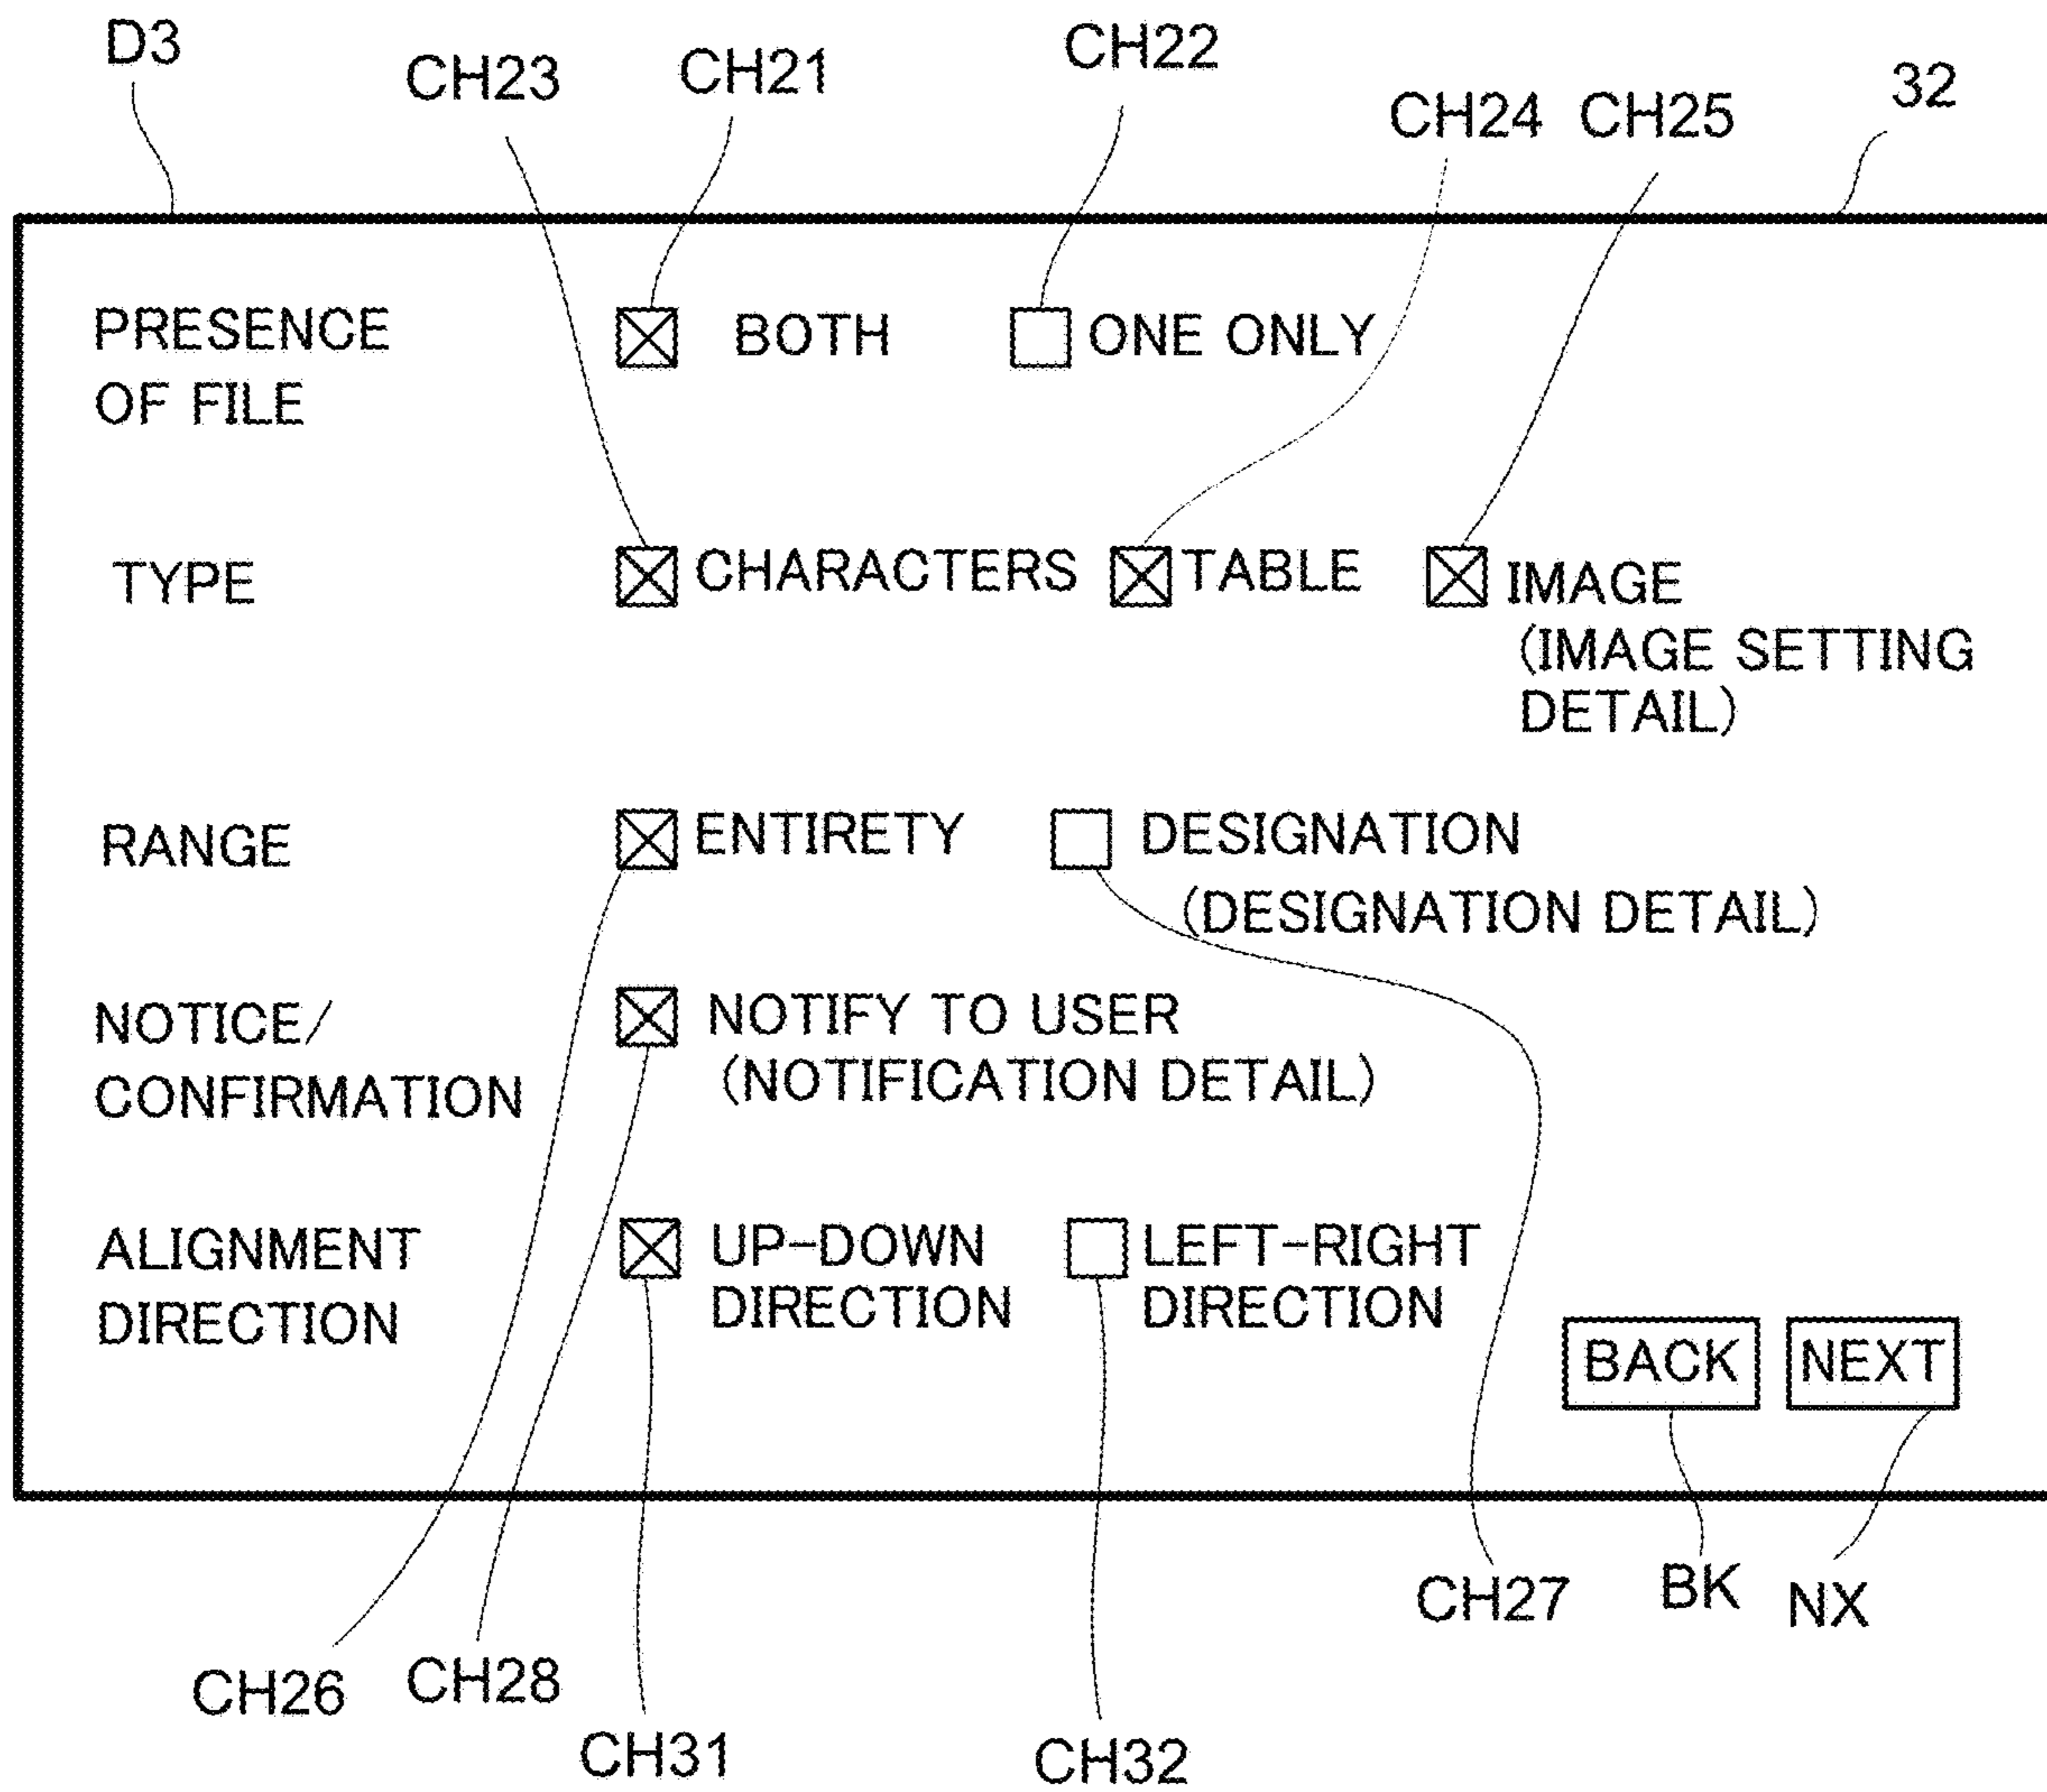 D3
CH23
CH21
CH22
CH24
CH25
32
PRESENCE
OF FILE
BOTH
ONE ONLY
TYPE
CHARACTERS
TABLE
IMAGE
(IMAGE SETTING
DETAIL)
RANGE
ENTIRETY
DESIGNATION
(DESIGNATION DETAIL)
NOTICE/
CONFIRMATION
NOTIFY TO USER
(NOTIFICATION DETAIL)
ALIGNMENT
DIRECTION
UP-DOWN
DIRECTION
LEFT-RIGHT
DIRECTION
BACK
NEXT
CH26
CH28
CH31
CH32
CH27
BK
NX